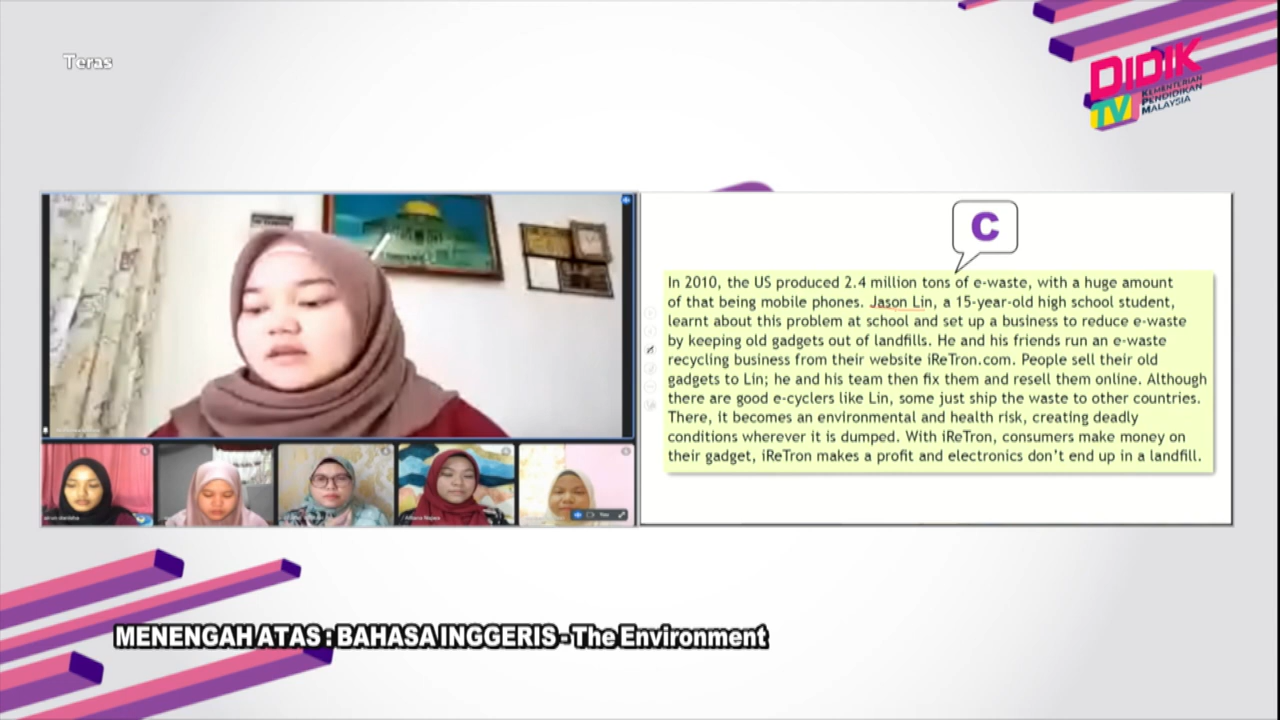 Teras
DIDIK
TV
KEMENTERIAN
PENDIDIKAN
MALAYSIA
C
In 2010, the US produced 2.4 million tons of e-waste, with a huge amount
of that being mobile phones. Jason Lin, a 15-year-old high school student,
learnt about this problem at school and set up a business to reduce e-waste
by keeping old gadgets out of landfills. He and his friends run an e-waste
recycling business from their website iReTron.com. People sell their old
gadgets to Lin; he and his team then fix them and resell them online. Although
there are good e-cyclers like Lin, some just ship the waste to other countries.
There, it becomes an environmental and health risk, creating deadly
conditions wherever it is dumped. With iReTron, consumers make money on
their gadget, iReTron makes a profit and electronics don't end up in a landfill.
MENENGAH ATAS : BAHASA INGGERIS - The Environment